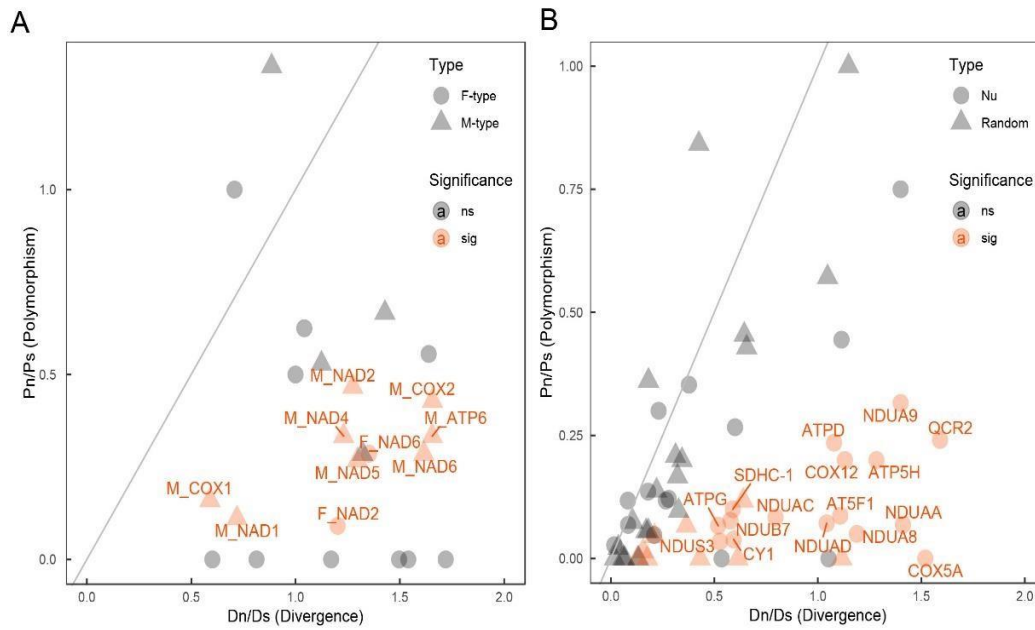 A
Type
F-type
M-type
Significance
a ns
a sig
1.0
0.5
0.0
Pn/Ps (Polymorphism)
M_NAD2
M_COX2
M_NAD4
M_ATP6
F_NAD6
M_NAD5
M_NAD6
M_COX1
M_NAD1
F_NAD2
0.0 0.5 1.0 1.5 2.0
Dn/Ds (Divergence)
B
Type
Nu
Random
Significance
a ns
a sig
1.00
0.75
0.50
0.25
0.00
Pn/Ps (Polymorphism)
NDUA9
ATPD
QCR2
COX12
ATP5H
SDHC-1
ATPG
NDUAC
AT5F1
NDUAA
NDUB7
NDUS3
CY1
NDUAD
NDUA8
COX5A
0.0 0.5 1.0 1.5 2.0
Dn/Ds (Divergence)